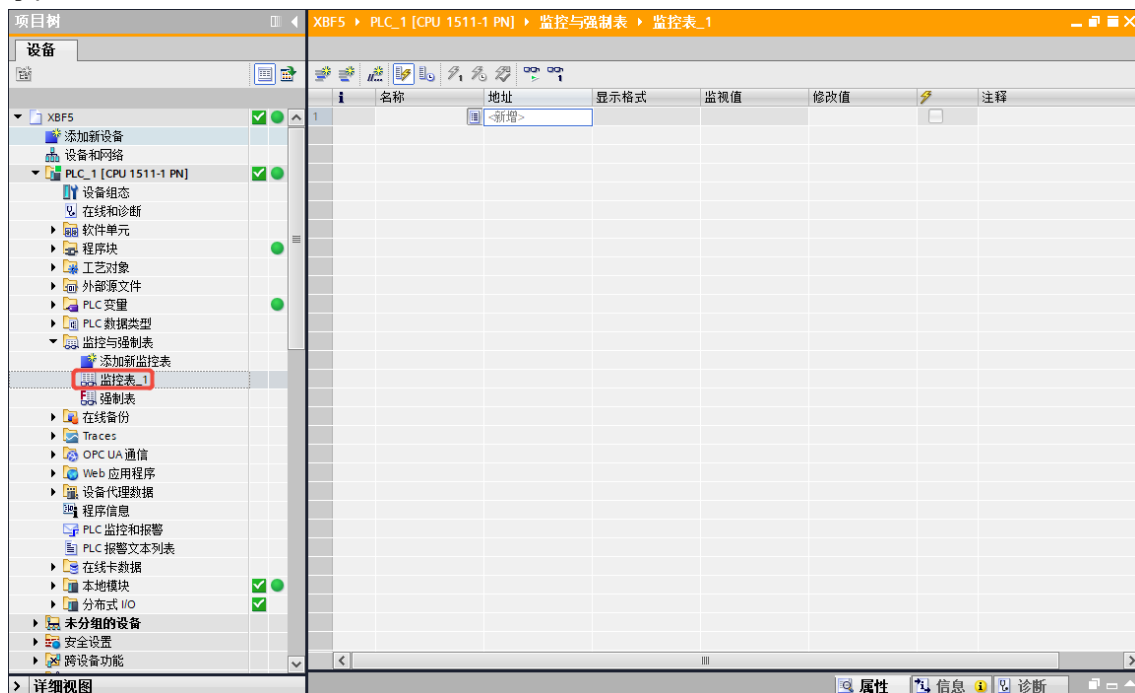 项目树
XBF5 ▸ PLC_1 [CPU 1511-1 PN] ▸ 监控与强制表 ▸ 监控表_1
设备
i 名称 地址 显示格式 监视值 修改值 注释
1 <新增>
XBF5
添加新设备
设备和网络
PLC_1 [CPU 1511-1 PN]
设备组态
在线和诊断
软件单元
程序块
工艺对象
外部源文件
PLC 变量
PLC 数据类型
监控与强制表
添加新监控表
监控表_1
强制表
在线备份
Traces
OPC UA 通信
Web 应用程序
设备代理数据
程序信息
PLC 监控和报警
PLC 报警文本列表
在线卡数据
本地模块
分布式 I/O
未分组的设备
安全设置
跨设备功能
详细视图
属性 信息 诊断